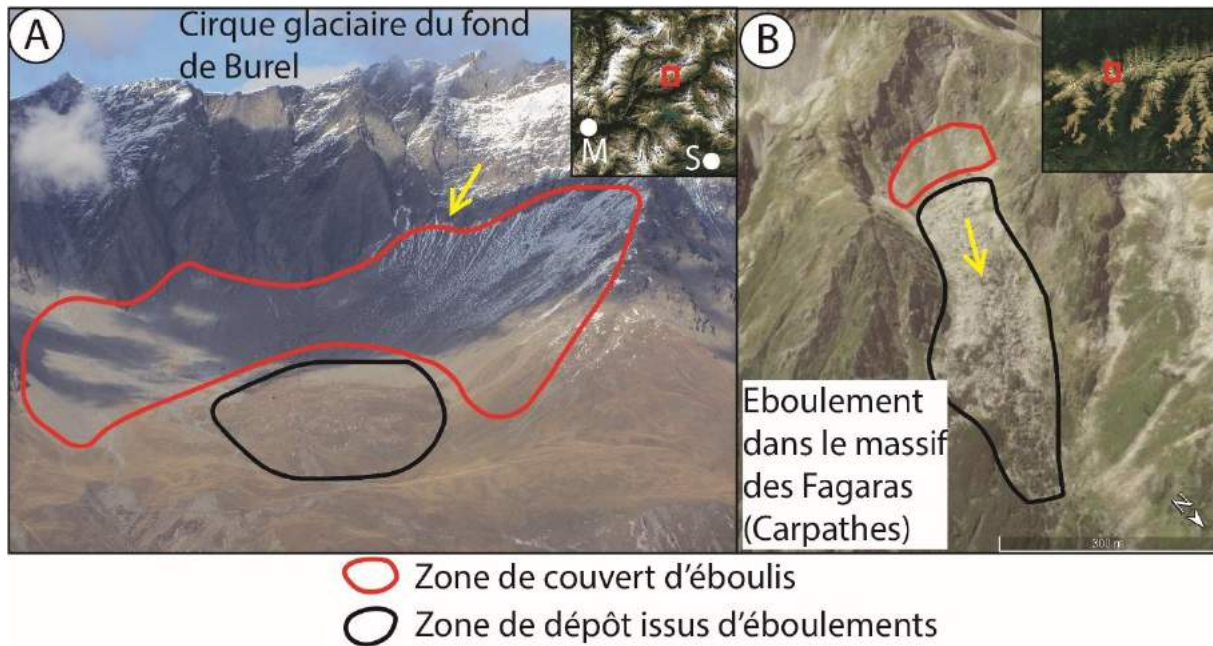 A
Cirque glaciaire du fond
de Burel
M
S
B
Eboulement
dans le massif
des Fagaras
(Carpathes)
N
300 m
Zone de couvert d'éboulis
Zone de dépôt issus d'éboulements